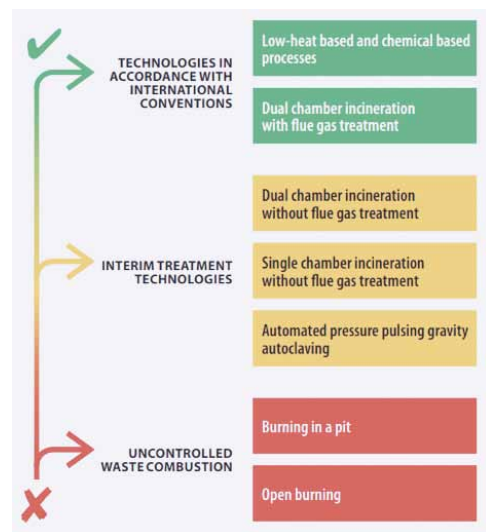 TECHNOLOGIES IN
ACCORDANCE WITH
INTERNATIONAL
CONVENTIONS
Low-heat based and chemical based
processes
Dual chamber incineration
with flue gas treatment
INTERIM TREATMENT
TECHNOLOGIES
Dual chamber incineration
without flue gas treatment
Single chamber incineration
without flue gas treatment
Automated pressure pulsing gravity
autoclaving
UNCONTROLLED
WASTE COMBUSTION
Burning in a pit
Open burning